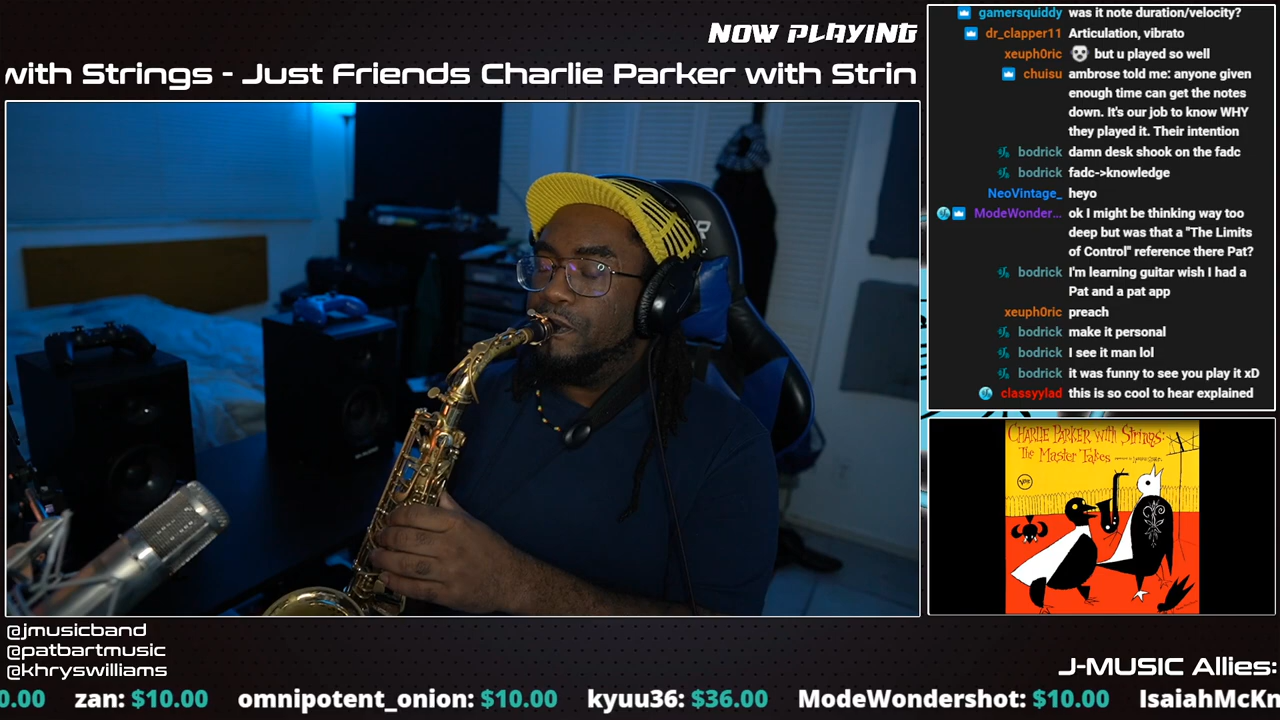 NOW PLAYING
with Strings - Just Friends Charlie Parker with Strin
gamersquiddy was it note duration/velocity?
dr_clapper11 Articulation, vibrato
xeuph0ric but u played so well
chuisu ambrose told me: anyone given
enough time can get the notes
down. It's our job to know WHY
they played it. Their intention
bodrick damn desk shook on the fadc
bodrick fadc->knowledge
NeoVintage_ heyo
ModeWonder... ok I might be thinking way too
deep but was that a "The Limits
of Control" reference there Pat?
bodrick I'm learning guitar wish I had a
Pat and a pat app
xeuph0ric preach
bodrick make it personal
bodrick I see it man lol
bodrick it was funny to see you play it xD
classyylad this is so cool to hear explained
CHARLIE PARKER WITH STRINGS:
The Master Takes
@jmusicband
@patbartmusic
@khryswilliams
J-MUSIC Allies:
0.00 zan: $10.00 omnipotent_onion: $10.00 kyuu36: $36.00 ModeWondershot: $10.00 IsaiahMcKn